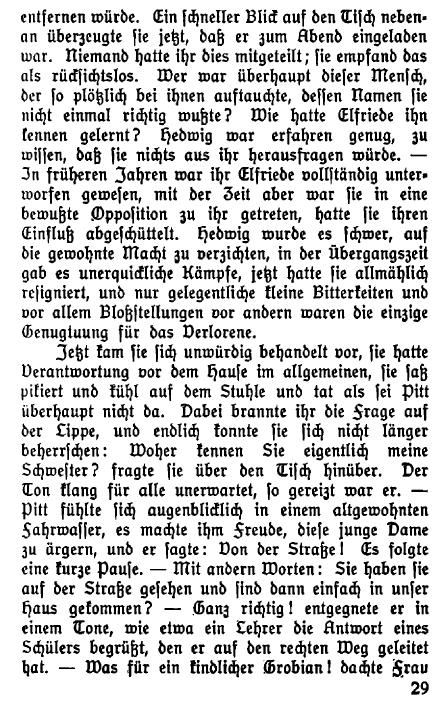 entfernen würde. Ein schneller Blick auf den Tisch neben-
an überzeugte sie jetzt, daß er zum Abend eingeladen
war. Niemand hatte ihr dies mitgeteilt; sie empfand das
als rücksichtslos. Wer war überhaupt dieser Mensch,
der so plötzlich bei ihnen auftauchte, dessen Namen sie
nicht einmal richtig wußte? Wie hatte Elfriede ihn
kennen gelernt? Hedwig war erfahren genug, zu
wissen, daß sie nichts aus ihr herausfragen würde. —
In früheren Jahren war ihr Elfriede vollständig unter-
worfen gewesen, mit der Zeit aber war sie in eine
bewußte Opposition zu ihr getreten, hatte sie ihren
Einfluß abgeschüttelt. Hedwig wurde es schwer, auf
die gewohnte Macht zu verzichten, in der Übergangszeit
gab es unerquickliche Kämpfe, jetzt hatte sie allmählich
resigniert, und nur gelegentliche kleine Bitterkeiten und
vor allem Bloßstellungen vor andern waren die einzige
Genugtuung für das Verlorene.
Jetzt kam sie sich unwürdig behandelt vor, sie hatte
Verantwortung vor dem Hause im allgemeinen, sie saß
pikiert und kühl auf dem Stuhle und tat als sei Pitt
überhaupt nicht da. Dabei brannte ihr die Frage auf
der Lippe, und endlich konnte sie sich nicht länger
beherrschen: Woher kennen Sie eigentlich meine
Schwester? fragte sie über den Tisch hinüber. Der
Ton klang für alle unerwartet, so gereizt war er. —
Pitt fühlte sich augenblicklich in einem altgewohnten
Fahrwasser, es machte ihm Freude, diese junge Dame
zu ärgern, und er sagte: Von der Straße! Es folgte
eine kurze Pause. — Mit andern Worten: Sie haben sie
auf der Straße gesehen und sind dann einfach in unser
Haus gekommen? — Ganz richtig! entgegnete er in
einem Tone, wie etwa ein Lehrer die Antwort eines
Schülers begrüßt, den er auf den rechten Weg geleitet
hat. — Was für ein kindlicher Grobian! dachte Frau
29